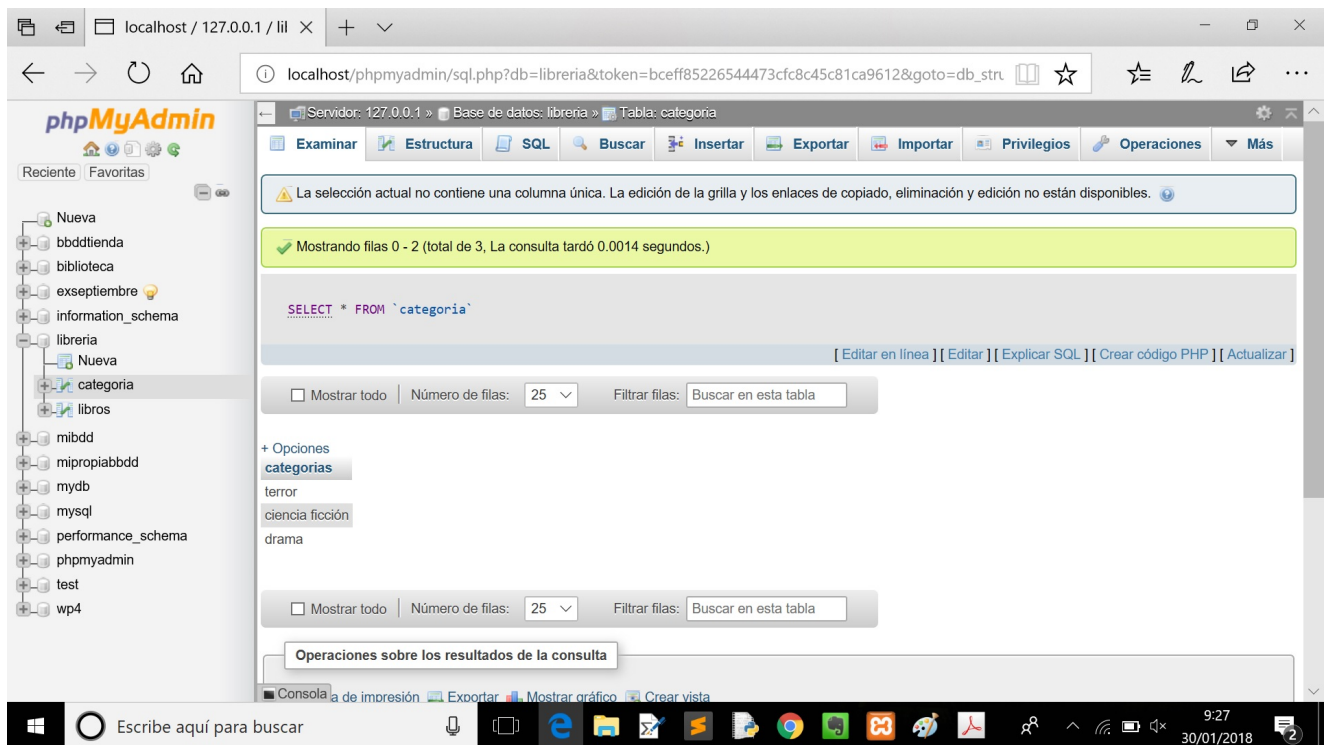 localhost / 127.0.0.1 / lil
localhost/phpmyadmin/sql.php?db=libreria&token=bceff85226544473cfc8c45c81ca9612&goto=db_stru
phpMyAdmin
Reciente Favoritas
Nueva
bbddtienda
biblioteca
exseptiembre
information_schema
libreria
Nueva
categoria
libros
mibdd
mipropiabbdd
mydb
mysql
performance_schema
phpmyadmin
test
wp4
Servidor: 127.0.0.1 » Base de datos: libreria » Tabla: categoria
Examinar Estructura SQL Buscar Insertar Exportar Importar Privilegios Operaciones Más
La selección actual no contiene una columna única. La edición de la grilla y los enlaces de copiado, eliminación y edición no están disponibles.
Mostrando filas 0 - 2 (total de 3, La consulta tardó 0.0014 segundos.)
SELECT * FROM `categoria`
[ Editar en línea ] [ Editar ] [ Explicar SQL ] [ Crear código PHP ] [ Actualizar ]
Mostrar todo Número de filas: 25 Filtrar filas: Buscar en esta tabla
+ Opciones
categorias
terror
ciencia ficción
drama
Mostrar todo Número de filas: 25 Filtrar filas: Buscar en esta tabla
Operaciones sobre los resultados de la consulta
Consola a de impresión Exportar Mostrar gráfico Crear vista
Escribe aquí para buscar
9:27
30/01/2018
2